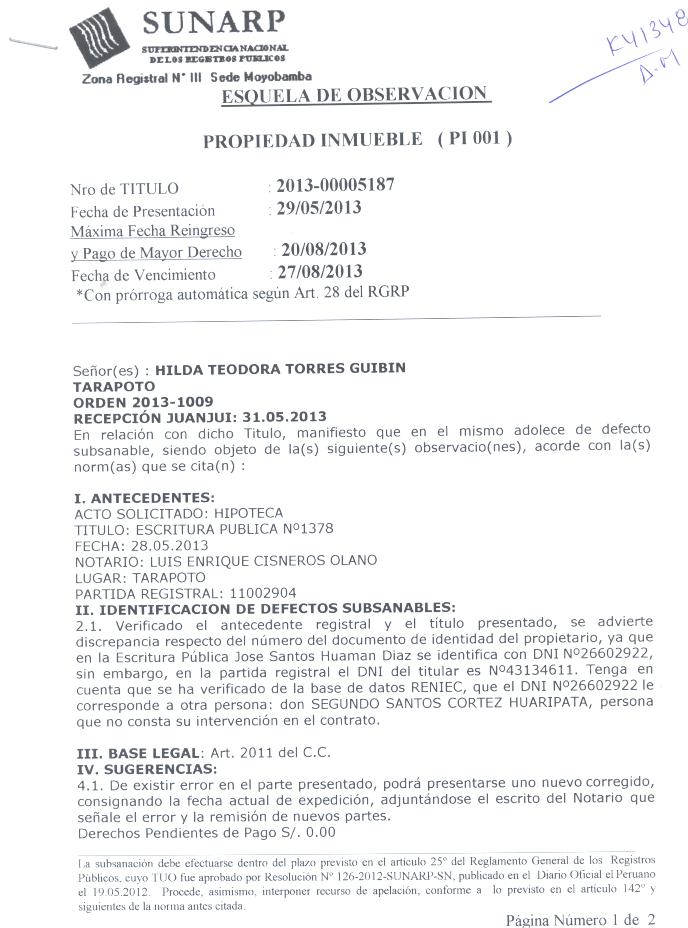 SUNARP
SUPERINTENDENCIA NACIONAL
DE LOS REGISTROS PUBLICOS
Zona Registral N° III Sede Moyobamba
K41348
D.M
ESQUELA DE OBSERVACION
PROPIEDAD INMUEBLE ( PI 001 )
Nro de TITULO : 2013-00005187
Fecha de Presentación : 29/05/2013
Máxima Fecha Reingreso
y Pago de Mayor Derecho : 20/08/2013
Fecha de Vencimiento : 27/08/2013
*Con prórroga automática según Art. 28 del RGRP
Señor(es) : HILDA TEODORA TORRES GUIBIN
TARAPOTO
ORDEN 2013-1009
RECEPCIÓN JUANJUI: 31.05.2013
En relación con dicho Titulo, manifiesto que en el mismo adolece de defecto
subsanable, siendo objeto de la(s) siguiente(s) observacio(nes), acorde con la(s)
norm(as) que se cita(n) :
I. ANTECEDENTES:
ACTO SOLICITADO: HIPOTECA
TITULO: ESCRITURA PUBLICA Nº1378
FECHA: 28.05.2013
NOTARIO: LUIS ENRIQUE CISNEROS OLANO
LUGAR: TARAPOTO
PARTIDA REGISTRAL: 11002904
II. IDENTIFICACION DE DEFECTOS SUBSANABLES:
2.1. Verificado el antecedente registral y el título presentado, se advierte
discrepancia respecto del número del documento de identidad del propietario, ya que
en la Escritura Pública Jose Santos Huaman Diaz se identifica con DNI Nº26602922,
sin embargo, en la partida registral el DNI del titular es Nº43134611. Tenga en
cuenta que se ha verificado de la base de datos RENIEC, que el DNI Nº26602922 le
corresponde a otra persona: don SEGUNDO SANTOS CORTEZ HUARIPATA, persona
que no consta su intervención en el contrato.
III. BASE LEGAL: Art. 2011 del C.C.
IV. SUGERENCIAS:
4.1. De existir error en el parte presentado, podrá presentarse uno nuevo corregido,
consignando la fecha actual de expedición, adjuntándose el escrito del Notario que
señale el error y la remisión de nuevos partes.
Derechos Pendientes de Pago S/. 0.00
La subsanación debe efectuarse dentro del plazo previsto en el artículo 25º del Reglamento General de los Registros
Públicos, cuyo TUO fue aprobado por Resolución Nº 126-2012-SUNARP-SN, publicado en el Diario Oficial el Peruano
el 19.05.2012. Procede, asimismo, interponer recurso de apelación, conforme a lo previsto en el artículo 142º y
siguientes de la norma antes citada.
Página Número 1 de 2